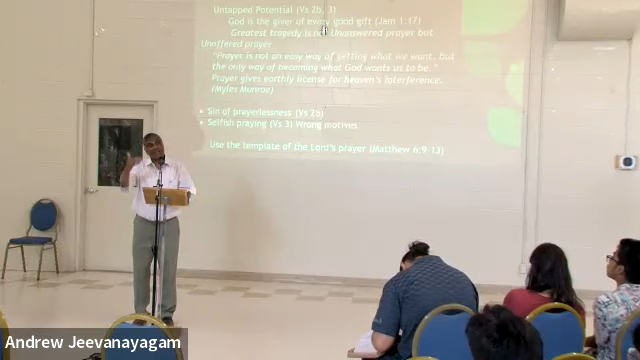 Untapped Potential (Vs 2b, 3)
God is the giver of every good gift (Jam 1:17)
Greatest tragedy is not Unanswered prayer but
Unoffered prayer
"Prayer is not an easy way of getting what we want, but
the only way of becoming what God wants us to be."
Prayer gives earthly license for heaven's interference.
(Myles Munroe)
• Sin of prayerlessness (Vs 2b)
• Selfish praying (Vs 3) Wrong motives
Use the template of the Lord's prayer (Matthew 6:9-13)
Andrew Jeevanayagam